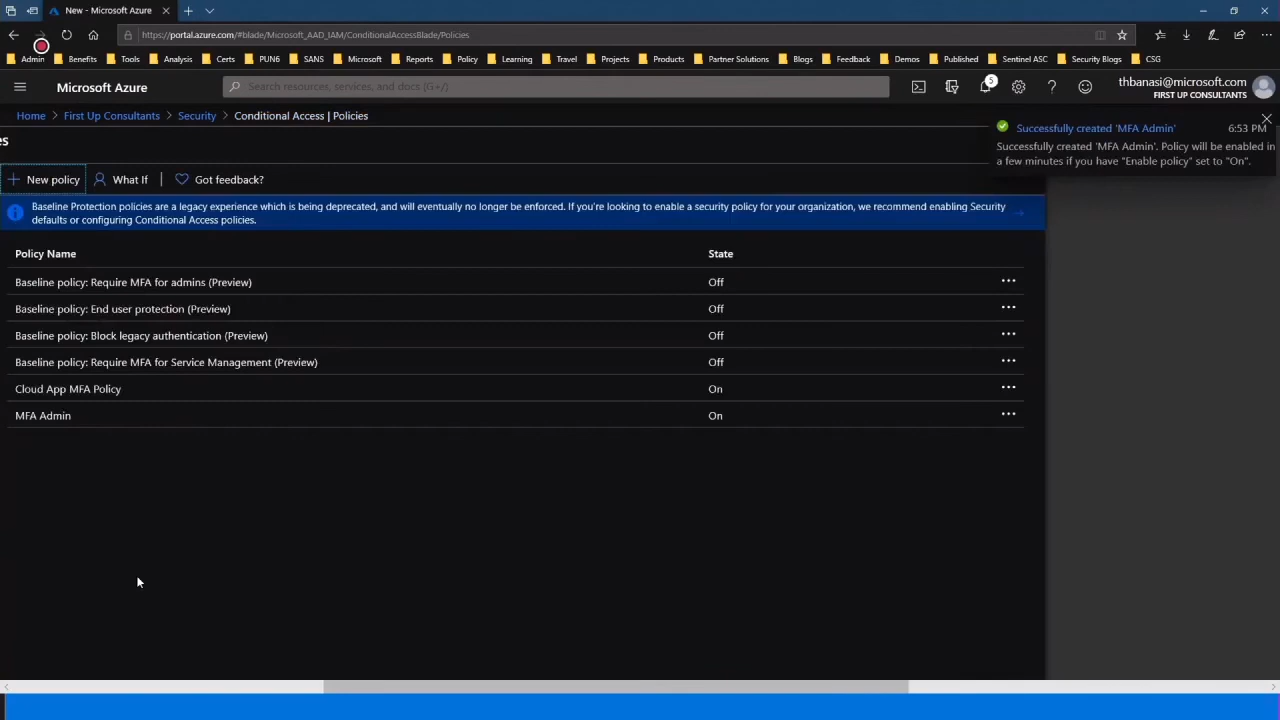 New - Microsoft Azure
https://portal.azure.com/#blade/Microsoft_AAD_IAM/ConditionalAccessBlade/Policies
Admin Benefits Tools Analysis Certs PUN6 SANS Microsoft Reports Policy Learning Travel Projects Products Partner Solutions Blogs Feedback Demos Published Sentinel ASC Security Blogs CSG
Microsoft Azure
Search resources, services, and docs (G+/)
5
thbanasi@microsoft.com
FIRST UP CONSULTANTS
Home > First Up Consultants > Security > Conditional Access | Policies
es
Successfully created 'MFA Admin' 6:53 PM
Successfully created 'MFA Admin'. Policy will be enabled in
a few minutes if you have "Enable policy" set to "On".
New policy What If Got feedback?
Baseline Protection policies are a legacy experience which is being deprecated, and will eventually no longer be enforced. If you're looking to enable a security policy for your organization, we recommend enabling Security
defaults or configuring Conditional Access policies.
Policy Name State
Baseline policy: Require MFA for admins (Preview) Off
Baseline policy: End user protection (Preview) Off
Baseline policy: Block legacy authentication (Preview) Off
Baseline policy: Require MFA for Service Management (Preview) Off
Cloud App MFA Policy On
MFA Admin On